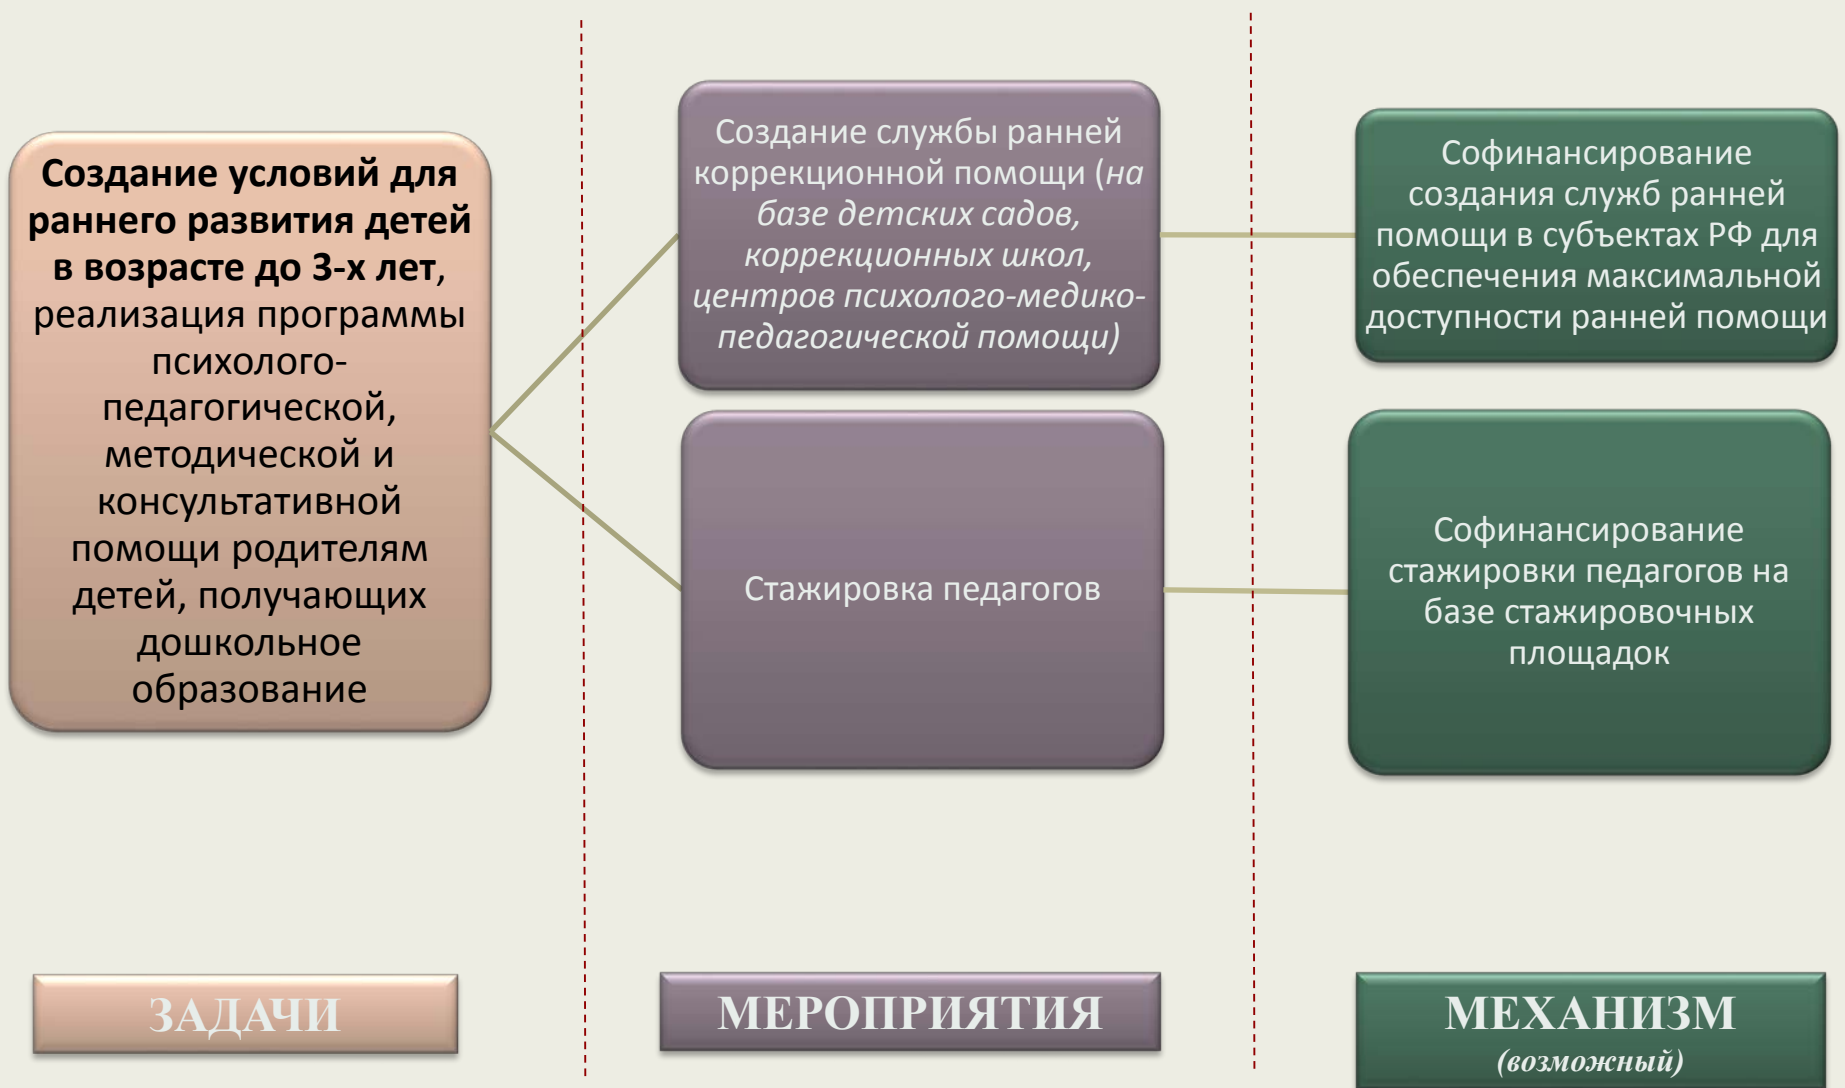 Создание условий для
раннего развития детей
в возрасте до 3-х лет,
реализация программы
психолого-
педагогической,
методической и
консультативной
помощи родителям
детей, получающих
дошкольное
образование
Создание службы ранней
коррекционной помощи (на
базе детских садов,
коррекционных школ,
центров психолого-медико-
педагогической помощи)
Софинансирование
создания служб ранней
помощи в субъектах РФ для
обеспечения максимальной
доступности ранней помощи
Стажировка педагогов
Софинансирование
стажировки педагогов на
базе стажировочных
площадок
ЗАДАЧИ
МЕРОПРИЯТИЯ
МЕХАНИЗМ
(возможный)